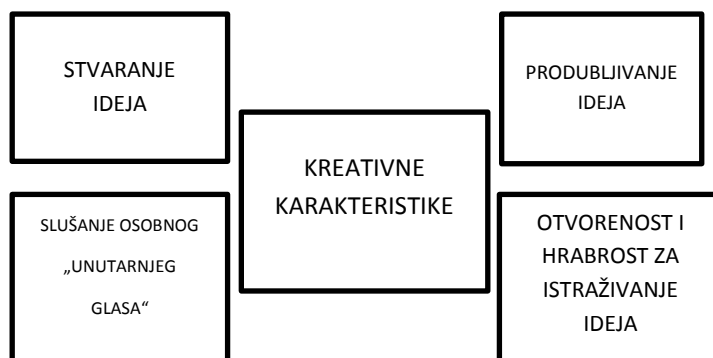 STVARANJE
IDEJA
PRODUBLJIVANJE
IDEJA
KREATIVNE
KARAKTERISTIKE
SLUŠANJE OSOBNOG
„UNUTARNJEG
GLASA“
OTVORENOST I
HRABROST ZA
ISTRAŽIVANJE
IDEJA